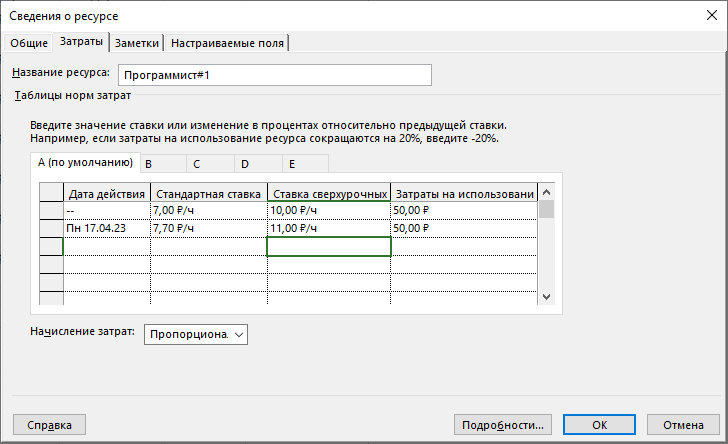 Сведения о ресурсе
Общие Затраты Заметки Настраиваемые поля
Название ресурса: Программист#1
Таблицы норм затрат
Введите значение ставки или изменение в процентах относительно предыдущей ставки.
Например, если затраты на использование ресурса сокращаются на 20%, введите -20%.
A (по умолчанию) B C D E
Дата действия Стандартная ставка Ставка сверхурочных Затраты на использовани
-- 7,00 ₽/ч 10,00 ₽/ч 50,00 ₽
Пн 17.04.23 7,70 ₽/ч 11,00 ₽/ч 50,00 ₽
Начисление затрат: Пропорциона.
Справка Подробности... ОК Отмена